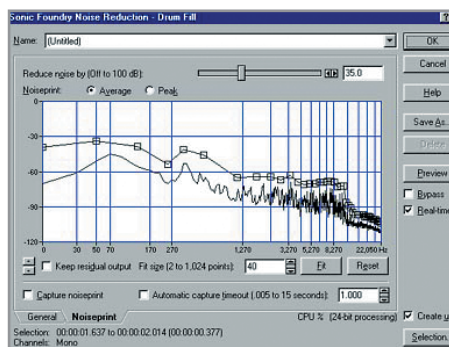 Sonic Foundry Noise Reduction - Drum Fill
Name: (Untitled)
OK
Cancel
Help
Save As..
Delete
Preview
Bypass
Real-time
Reduce noise by (Off to 100 dB): 35.0
Noiseprint: Average Peak
0
-30
-60
-90
-120
0 30 50 70 170 270 1,270 3,270 5,270 8,270 22,050 Hz
Keep residual output Fit size (2 to 1,024 points): 40 Fit Reset
Capture noiseprint Automatic capture timeout (.005 to 15 seconds): 1.000
General Noiseprint CPU % (24-bit processing)
Create u
Selection: 00:00:01.637 to 00:00:02.014 (00:00:00.377)
Channels: Mono
Selection.